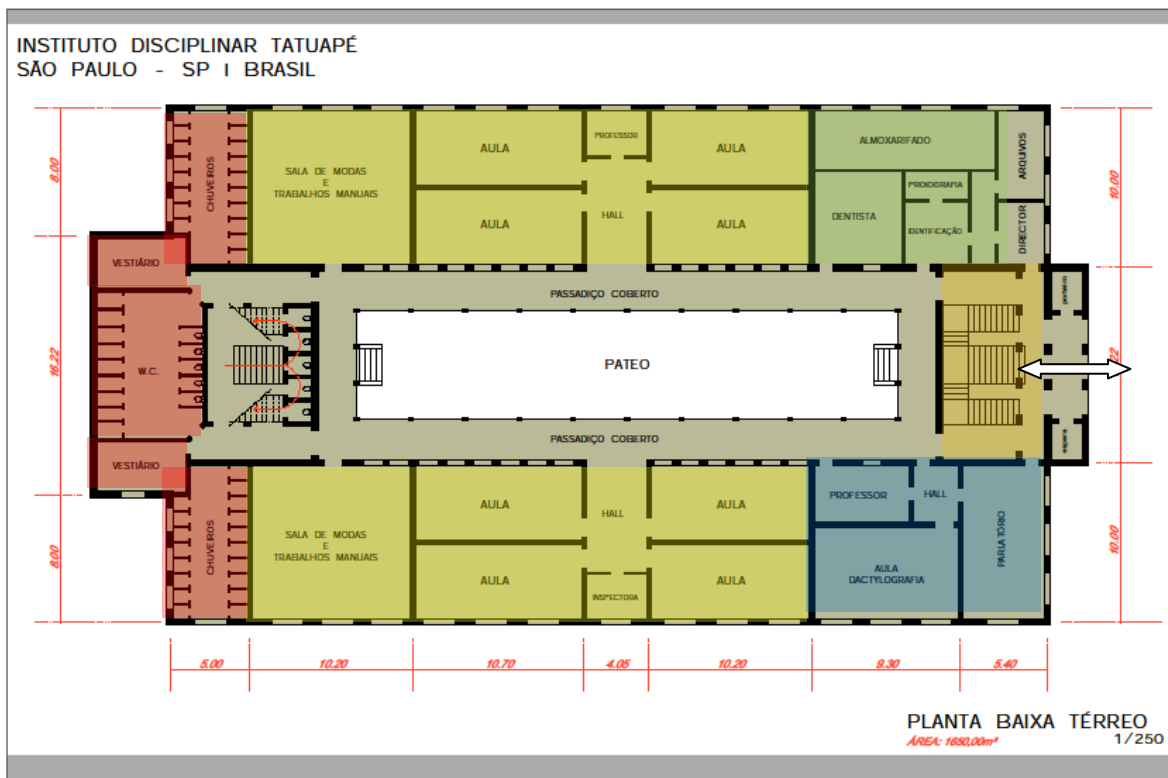 INSTITUTO DISCIPLINAR TATUAPÉ
SÃO PAULO - SP | BRASIL
8.00
16.22
8.00
CHUVEIROS
SALA DE MODAS
E
TRABALHOS MANUAIS
AULA
PROFESSOR
AULA
ALMOXARIFADO
ARQUIVOS
10.00
AULA
HALL
AULA
DENTISTA
IDENTIFICAÇÃO
DIRECTOR
VESTIÁRIO
PASSADIÇO COBERTO
porteiro
W.C.
PATEO
22
PASSADIÇO COBERTO
espera
VESTIÁRIO
CHUVEIROS
SALA DE MODAS
E
TRABALHOS MANUAIS
AULA
HALL
AULA
PROFESSOR
HALL
PARLATÓRIO
10.00
AULA
INSPECTORA
AULA
AULA
DACTYLOGRAFIA
5.00
10.20
10.70
4.05
10.20
9.30
5.40
PLANTA BAIXA TÉRREO
ÁREA: 1650,00m²
1/250